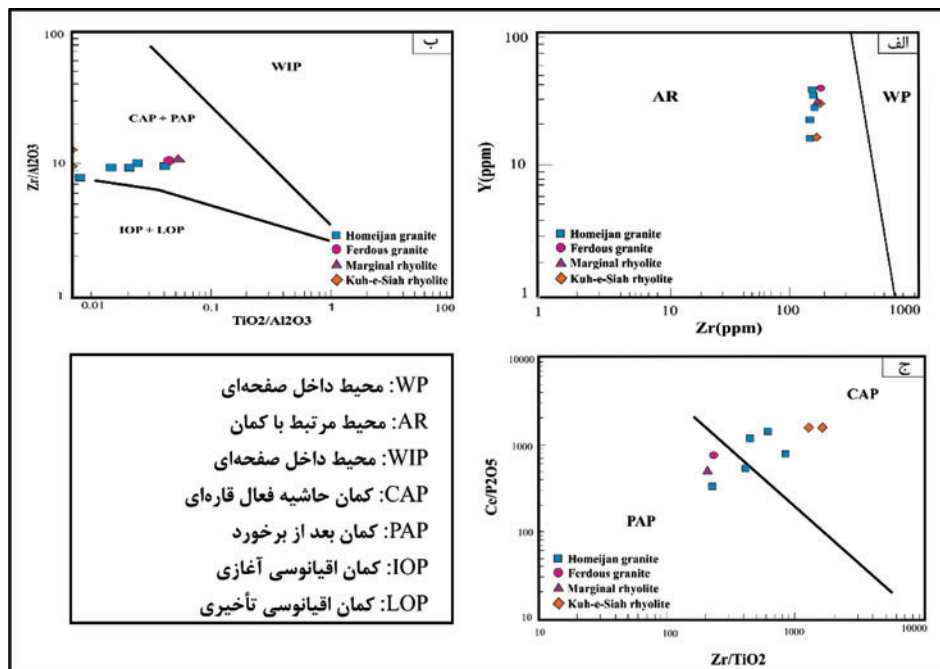 ب
100
10
1
Zr/Al2O3
WIP
CAP + PAP
IOP + LOP
Homeijan granite
Ferdous granite
Marginal rhyolite
Kuh-e-Siah rhyolite
0.01
0.1
1
10
TiO2/Al2O3
الف
100
10
1
Y(ppm)
AR
WP
Homeijan granite
Ferdous granite
Marginal rhyolite
Kuh-e-Siah rhyolite
1
10
100
1000
Zr(ppm)
WP: محیط داخل صفحه‌ای
AR: محیط مرتبط با کمان
WIP: محیط داخل صفحه‌ای
CAP: کمان حاشیه فعال قاره‌ای
PAP: کمان بعد از برخورد
IOP: کمان اقیانوسی آغازی
LOP: کمان اقیانوسی تأخیری
ج
10000
1000
100
10
Ce/P2O5
CAP
PAP
Homeijan granite
Ferdous granite
Marginal rhyolite
Kuh-e-Siah rhyolite
10
100
1000
10000
Zr/TiO2